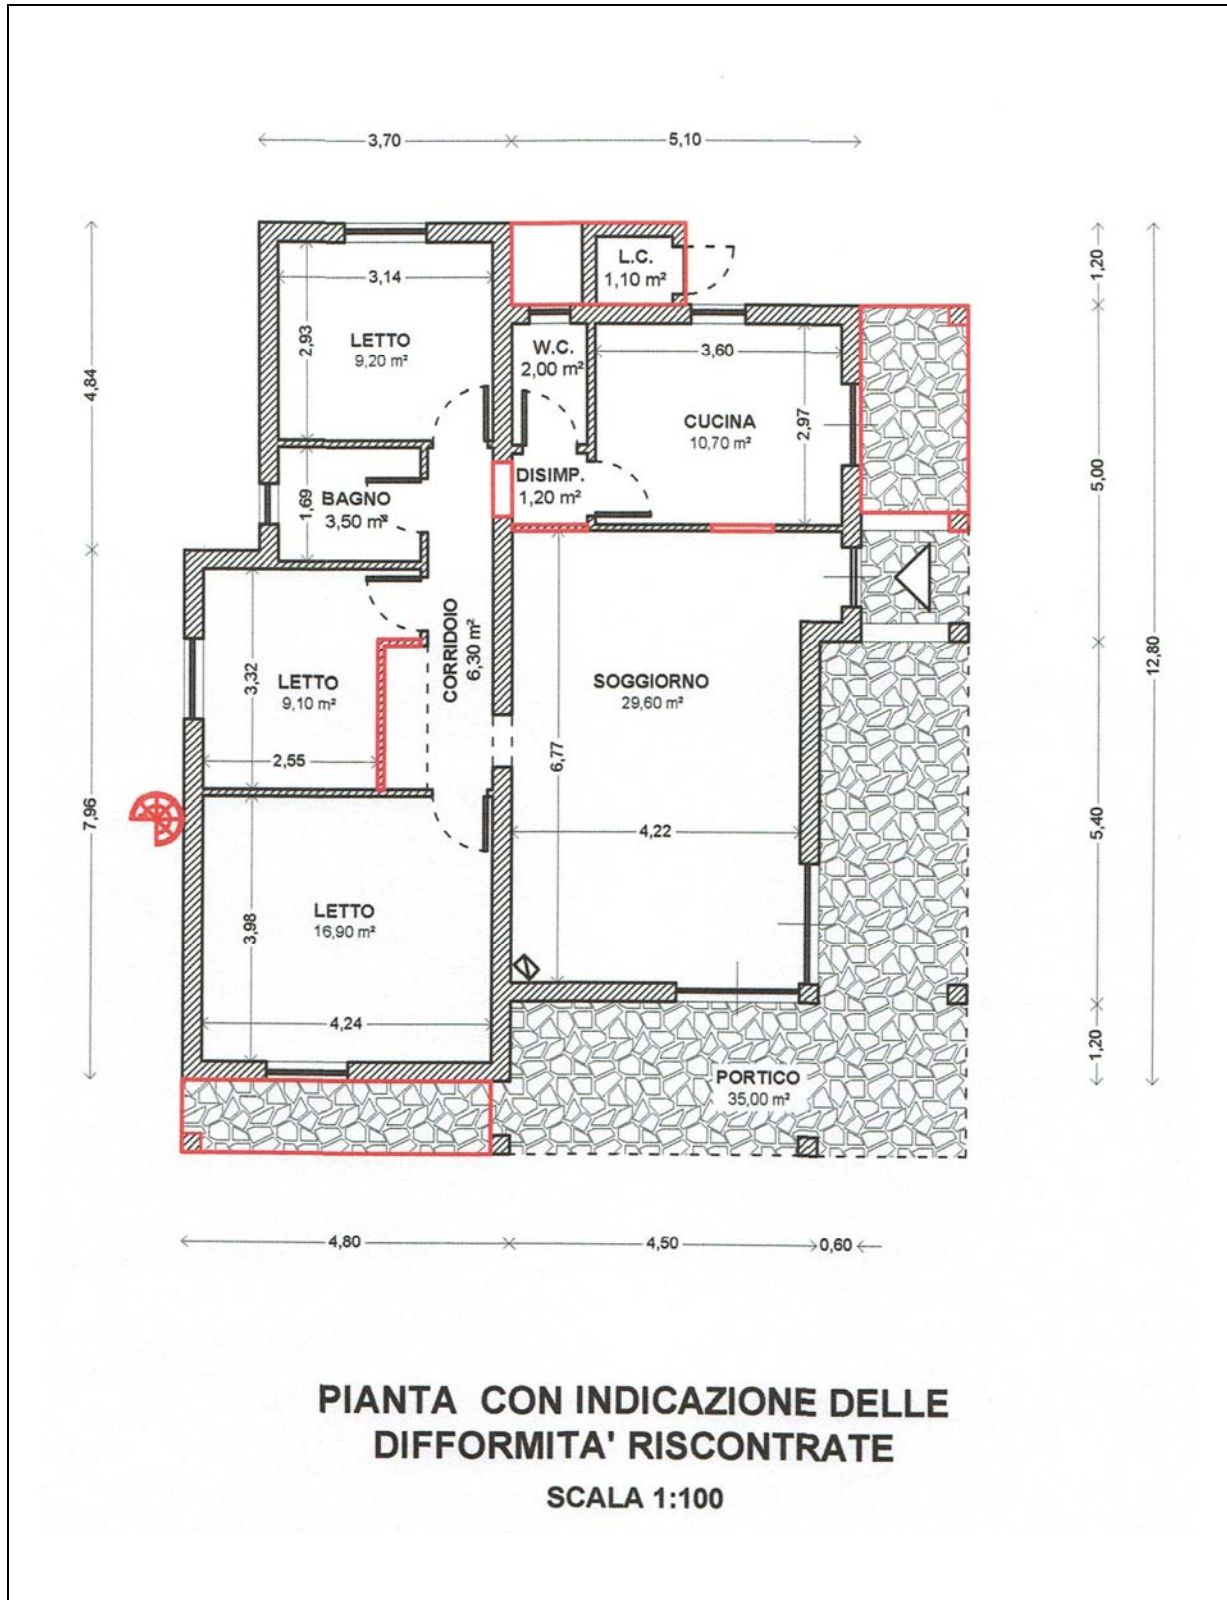 3,70
5,10
3,14
2,93
LETTO
9,20 m²
L.C.
1,10 m²
1,20
W.C.
2,00 m²
3,60
2,97
CUCINA
10,70 m²
4,84
5,00
BAGNO
3,50 m²
1,69
DISIMP.
1,20 m²
CORRIDOIO
6,30 m²
3,32
LETTO
9,10 m²
2,55
SOGGIORNO
29,60 m²
6,77
4,22
12,80
7,96
5,40
LETTO
16,90 m²
3,98
4,24
1,20
PORTICO
35,00 m²
4,80
4,50
0,60
PIANTA CON INDICAZIONE DELLE
DIFFORMITA' RISCONTRATE
SCALA 1:100